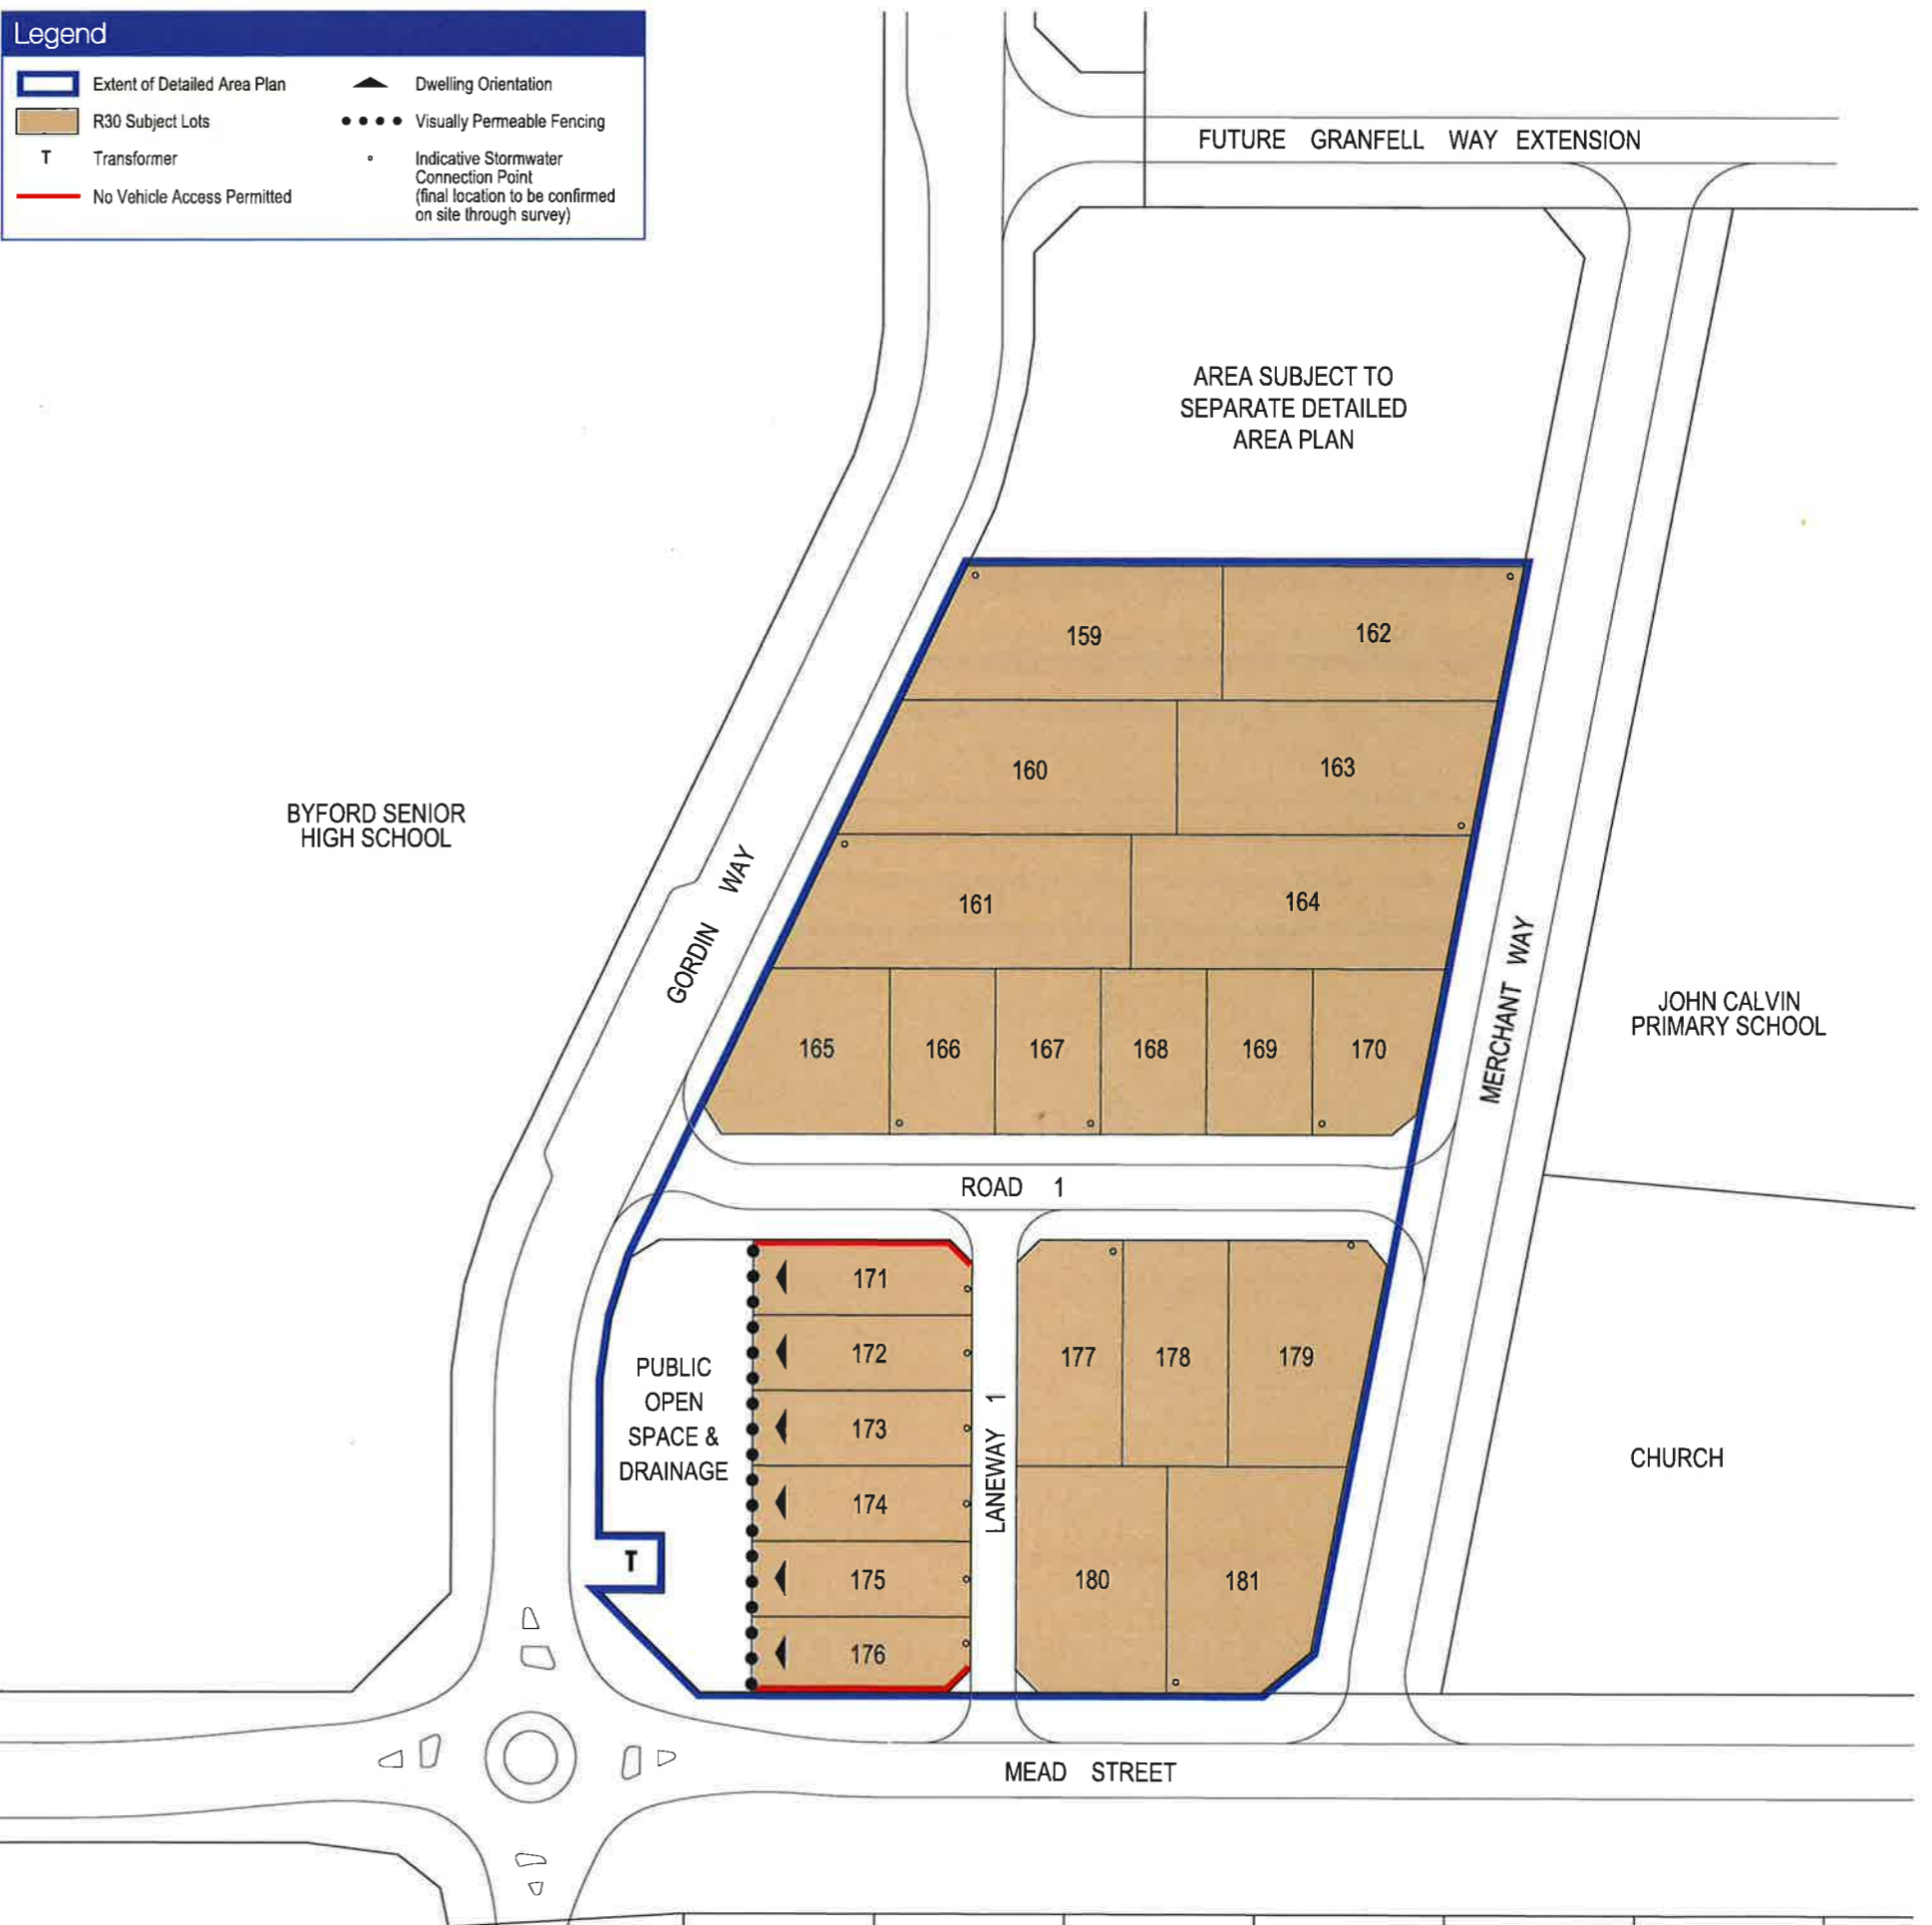 Legend
Extent of Detailed Area Plan
R30 Subject Lots
T Transformer
No Vehicle Access Permitted
Dwelling Orientation
Visually Permeable Fencing
Indicative Stormwater
Connection Point
(final location to be confirmed
on site through survey)
FUTURE GRANFELL WAY EXTENSION
AREA SUBJECT TO
SEPARATE DETAILED
AREA PLAN
159
162
160
163
161
164
165
166
167
168
169
170
BYFORD SENIOR
HIGH SCHOOL
GORDIN WAY
MERCHANT WAY
JOHN CALVIN
PRIMARY SCHOOL
ROAD 1
171
172
173
174
175
176
PUBLIC
OPEN
SPACE &
DRAINAGE
T
LANEWAY 1
177
178
179
180
181
CHURCH
MEAD STREET